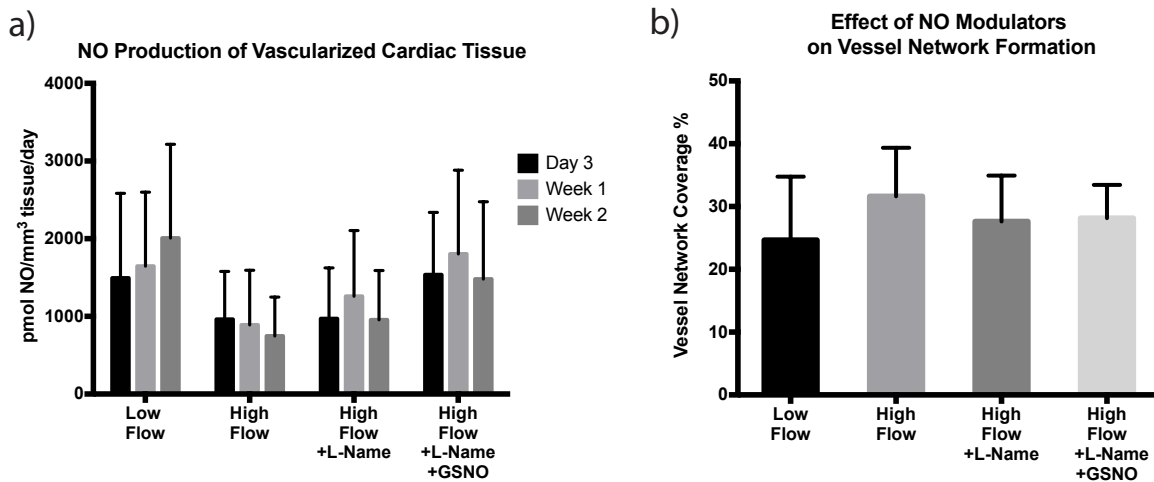 a)
NO Production of Vascularized Cardiac Tissue
pmol NO/mm³ tissue/day
4000
3000
2000
1000
0
Low
Flow
High
Flow
High
Flow
+L-Name
High
Flow
+L-Name
+GSNO
Day 3
Week 1
Week 2
b)
Effect of NO Modulators
on Vessel Network Formation
Vessel Network Coverage %
50
40
30
20
10
0
Low
Flow
High
Flow
High
Flow
+L-Name
High
Flow
+L-Name
+GSNO